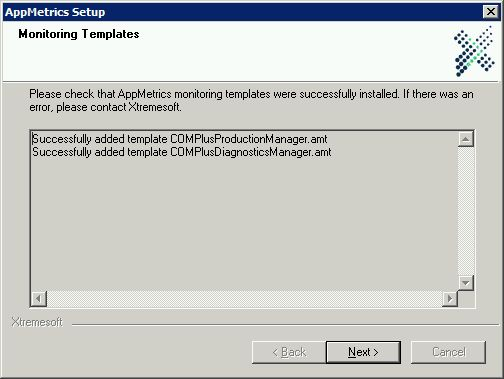 AppMetrics Setup
Monitoring Templates
Please check that AppMetrics monitoring templates were successfully installed. If there was an
error, please contact Xtremesoft.
Successfully added template COMPlusProductionManager.amt
Successfully added template COMPlusDiagnosticsManager.amt
Xtremesoft
< Back
Next >
Cancel